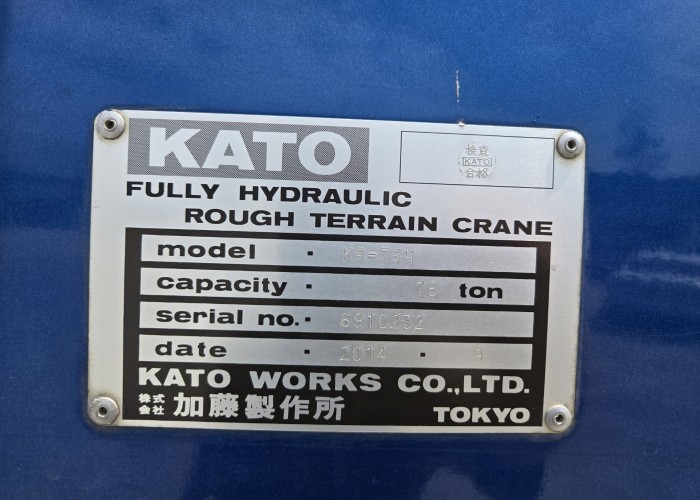 KATO
検査
KATO
合格
FULLY HYDRAULIC
ROUGH TERRAIN CRANE
model ・
capacity ・ 75 ton
serial no.・ 8910232
date ・ 2014 ・
KATO WORKS CO.,LTD.
株式会社 加藤製作所 TOKYO